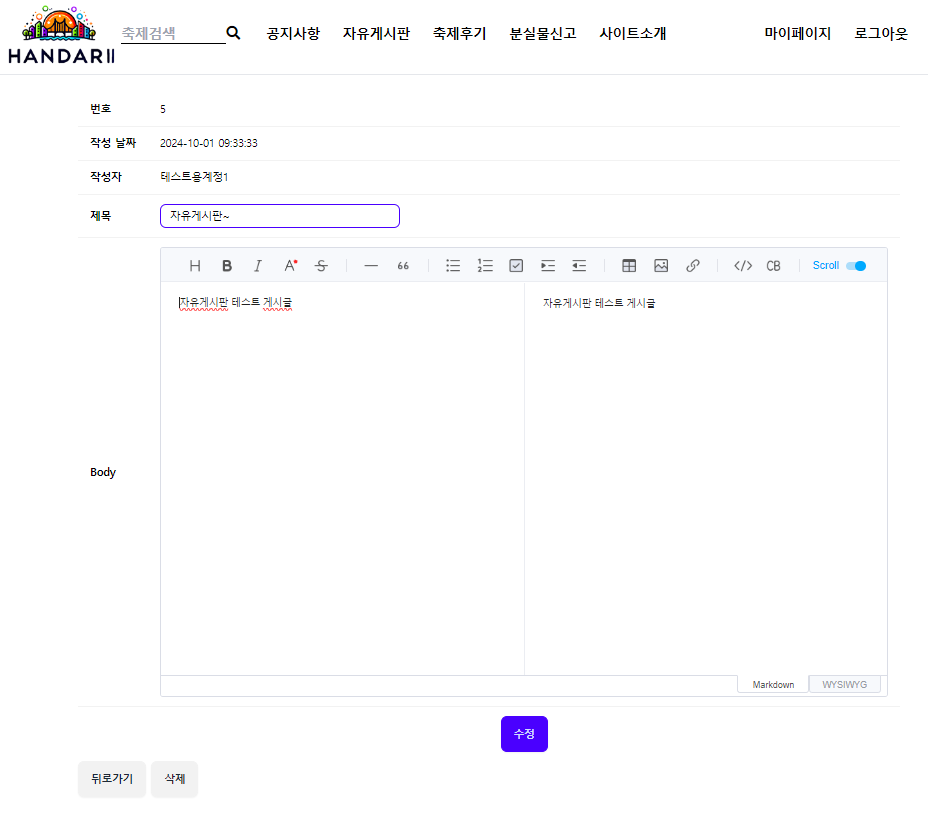 HANDARII
축제검색 공지사항 자유게시판 축제후기 분실물신고 사이트소개 마이페이지 로그아웃
번호 5
작성 날짜 2024-10-01 09:33:33
작성자 테스트용계정1
제목 자유게시판~
H B I A S 66 </> CB Scroll
자유게시판 테스트 게시글 자유게시판 테스트 게시글
Body
Markdown WYSIWYG
수정
뒤로가기 삭제